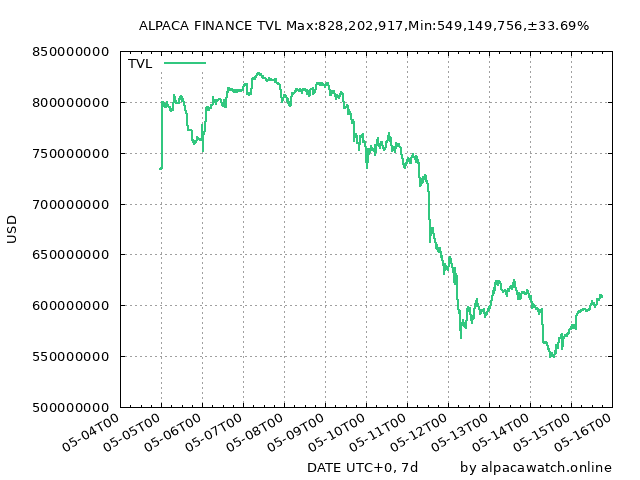 ALPACA FINANCE TVL Max:828,202,917,Min:549,149,756,±33.69%
TVL
850000000
800000000
750000000
700000000
650000000
600000000
550000000
500000000
USD
05-04T00
05-05T00
05-06T00
05-07T00
05-08T00
05-09T00
05-10T00
05-11T00
05-12T00
05-13T00
05-14T00
05-15T00
05-16T00
DATE UTC+0, 7d
by alpacawatch.online